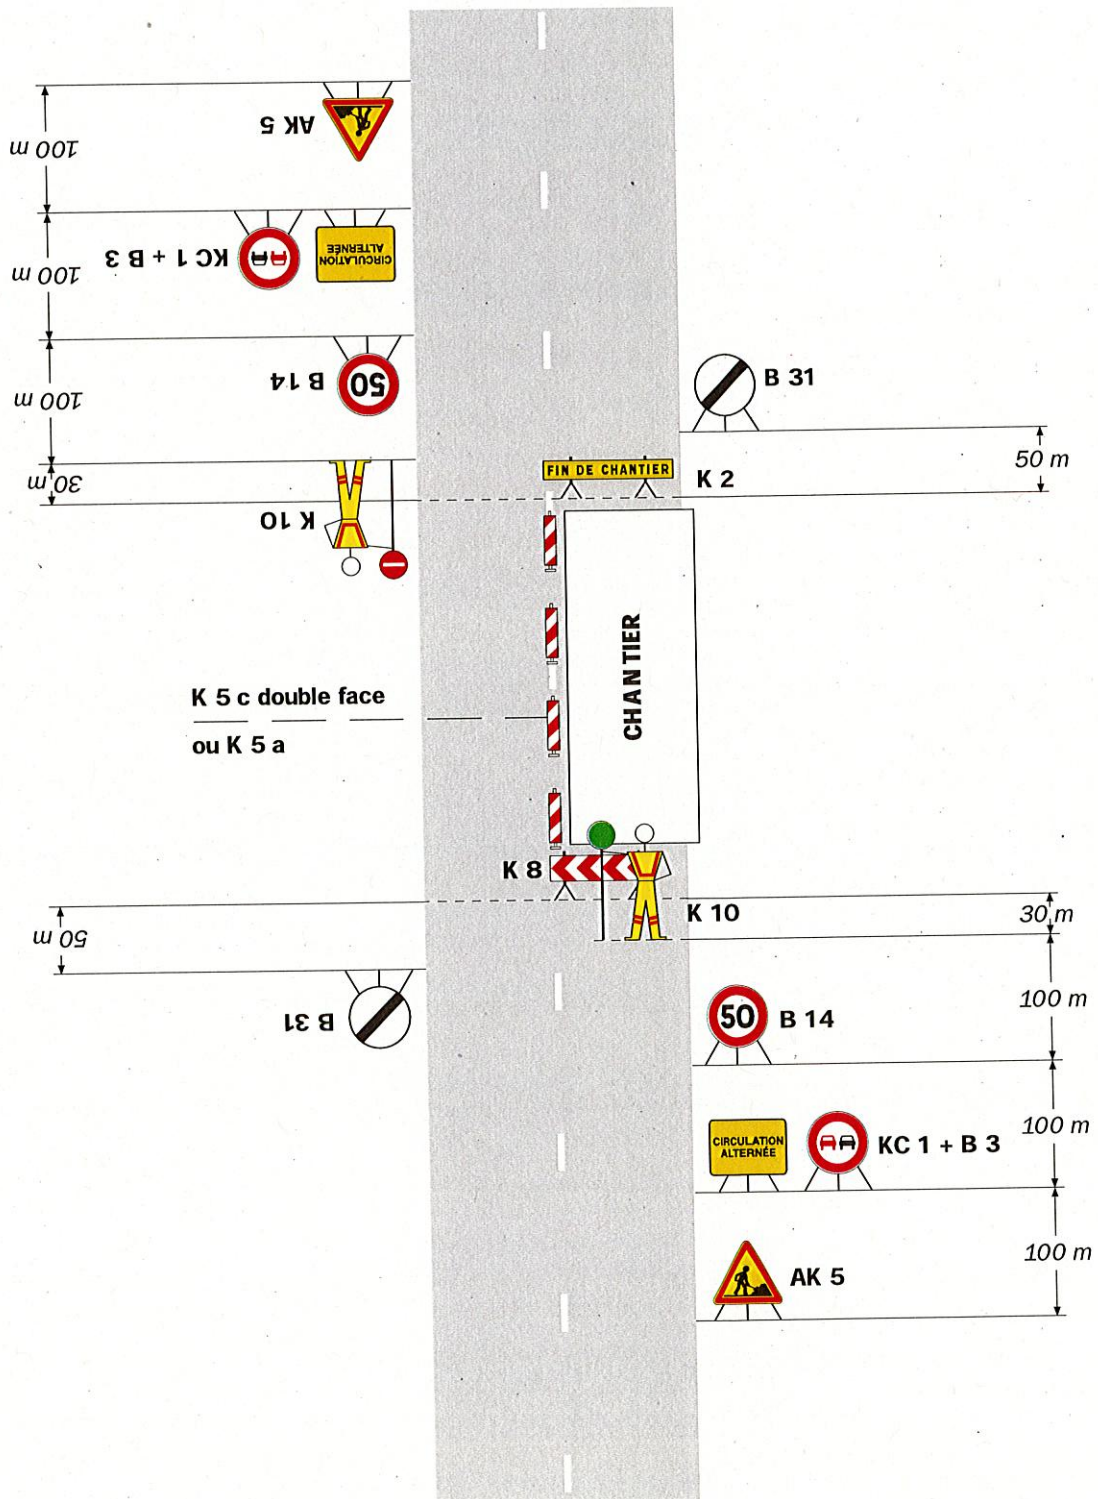 AK 5
100 m
KC 1 + B 3
CIRCULATION
ALTERNÉE
100 m
B 14
50
100 m
30 m
K 10
B 31
50 m
FIN DE CHANTIER
K 2
CHANTIER
K 5 c double face
ou K 5 a
K 8
K 10
30 m
50 m
B 31
100 m
50
B 14
CIRCULATION
ALTERNÉE
KC 1 + B 3
100 m
AK 5
100 m